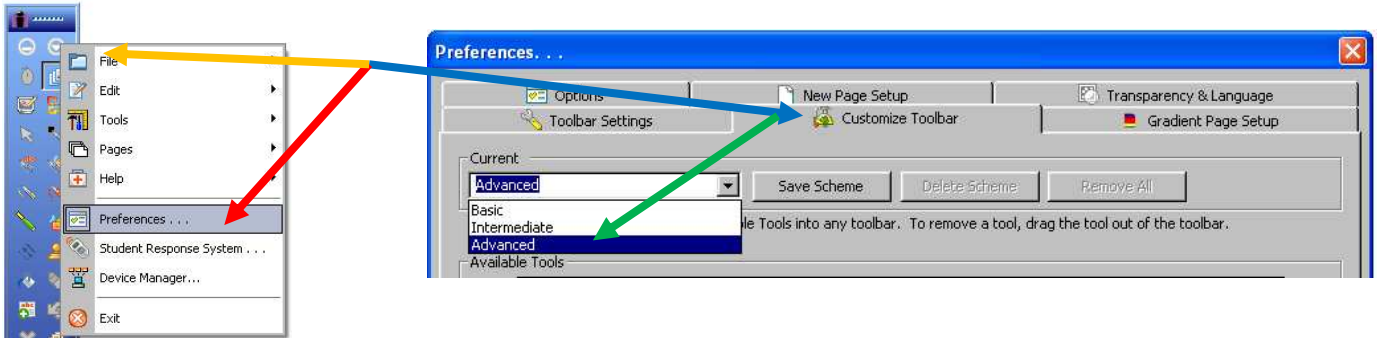 File
Edit
Tools
Pages
Help
Preferences . . .
Student Response System . . .
Device Manager...
Exit
Preferences. . .
Options
New Page Setup
Transparency & Language
Toolbar Settings
Customize Toolbar
Gradient Page Setup
Current
Advanced
Save Scheme
Delete Scheme
Remove All
Basic
Intermediate
Advanced
Tools into any toolbar. To remove a tool, drag the tool out of the toolbar.
Available Tools